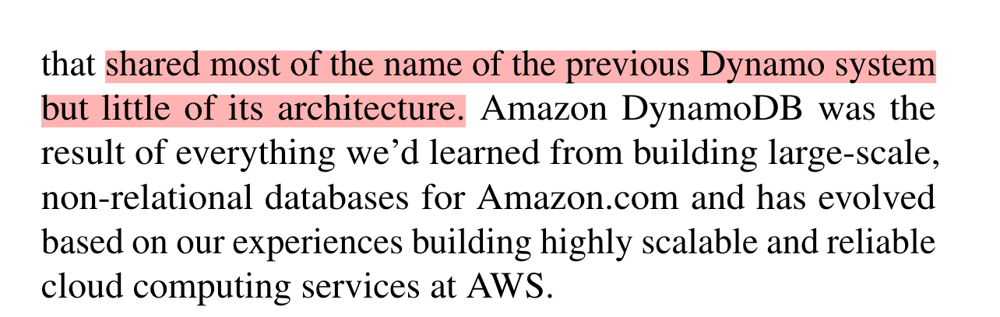 that shared most of the name of the previous Dynamo system
but little of its architecture. Amazon DynamoDB was the
result of everything we’d learned from building large-scale,
non-relational databases for Amazon.com and has evolved
based on our experiences building highly scalable and reliable
cloud computing services at AWS.